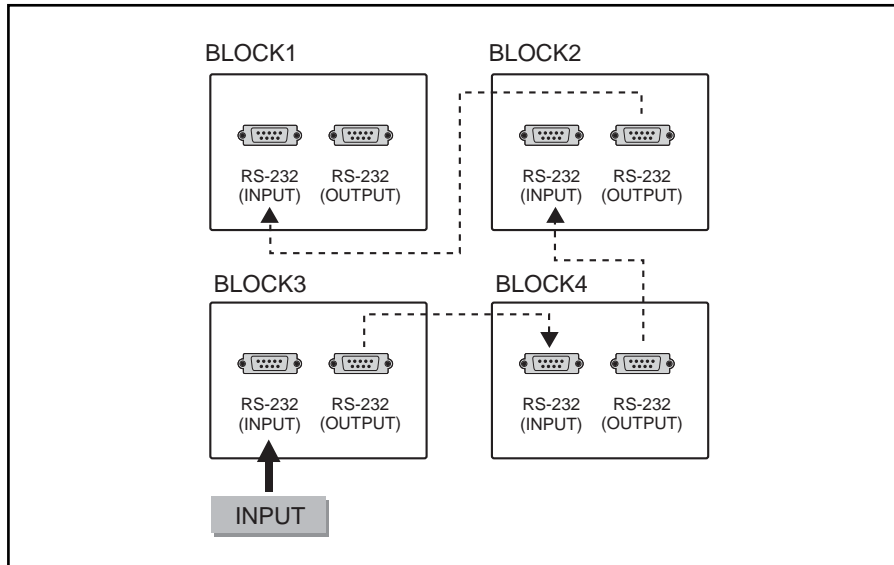 BLOCK1
BLOCK2
RS-232
(INPUT)
RS-232
(OUTPUT)
RS-232
(INPUT)
RS-232
(OUTPUT)
BLOCK3
BLOCK4
RS-232
(INPUT)
RS-232
(OUTPUT)
RS-232
(INPUT)
RS-232
(OUTPUT)
INPUT